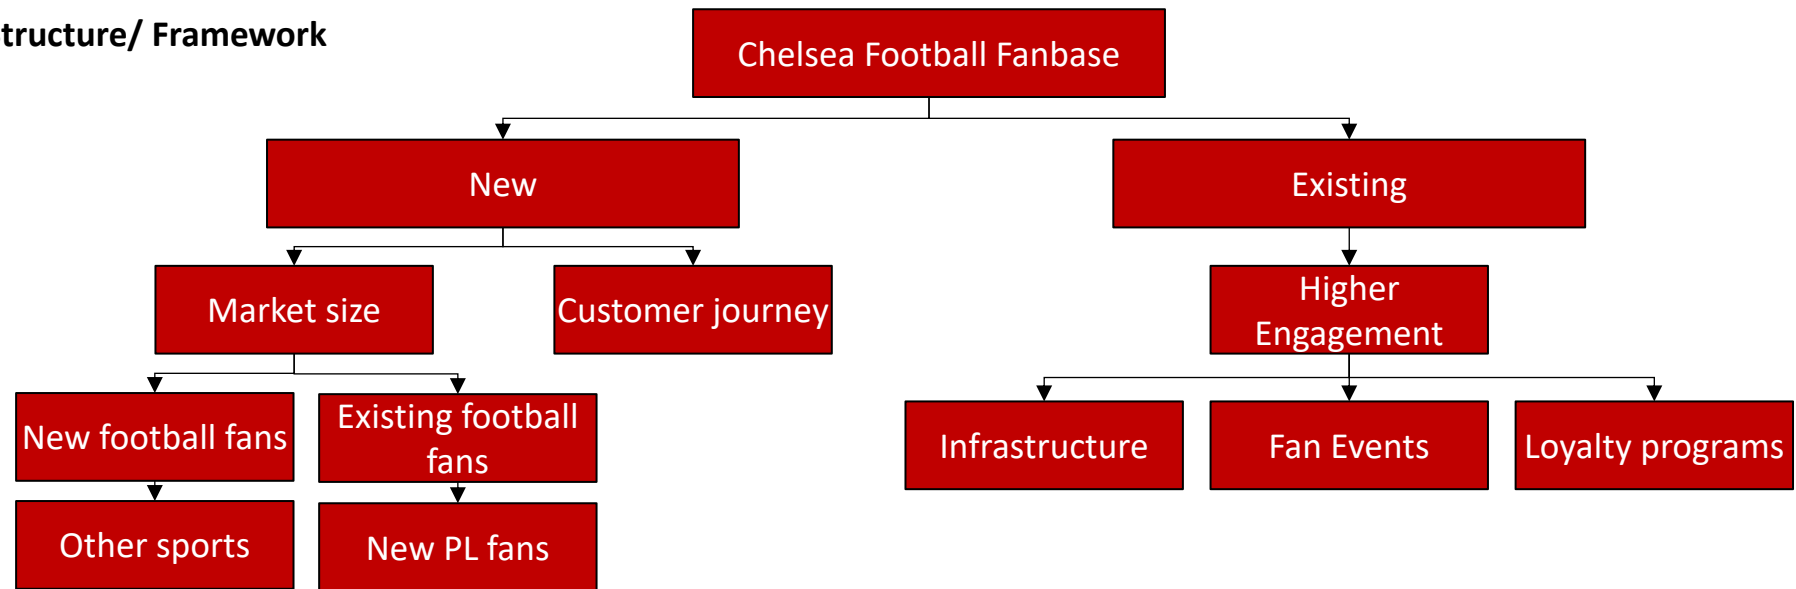 tructure/ Framework
Chelsea Football Fanbase
New
Existing
Market size
Customer journey
Higher
Engagement
New football fans
Existing football
fans
Infrastructure
Fan Events
Loyalty programs
Other sports
New PL fans